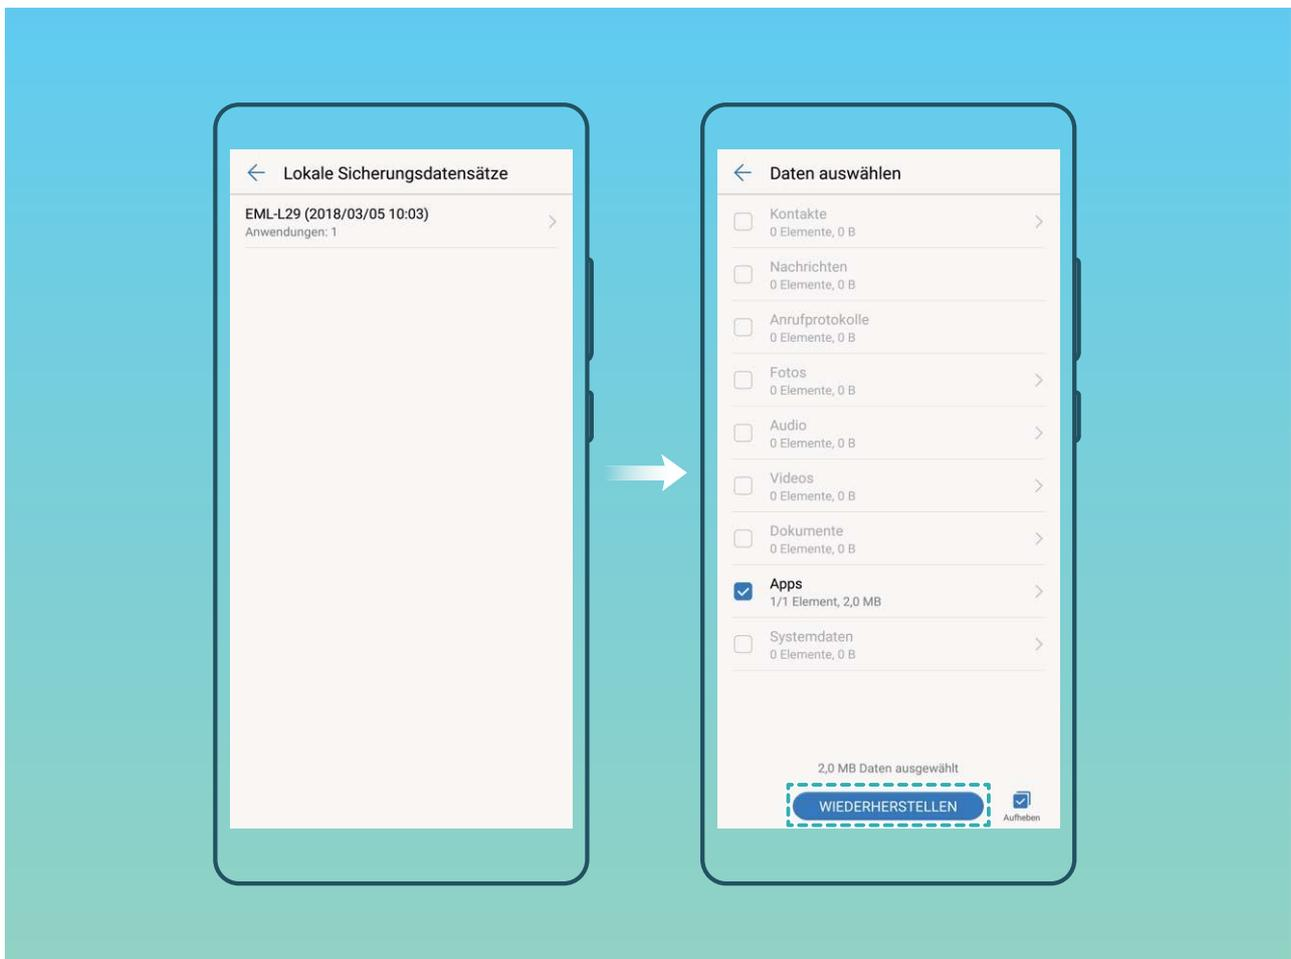 Lokale Sicherungsdatensätze
EML-L29 (2018/03/05 10:03)
Anwendungen: 1
Daten auswählen
Kontakte
0 Elemente, 0 B
Nachrichten
0 Elemente, 0 B
Anrufprotokolle
0 Elemente, 0 B
Fotos
0 Elemente, 0 B
Audio
0 Elemente, 0 B
Videos
0 Elemente, 0 B
Dokumente
0 Elemente, 0 B
Apps
1/1 Element, 2,0 MB
Systemdaten
0 Elemente, 0 B
2,0 MB Daten ausgewählt
WIEDERHERSTELLEN
Aufheben